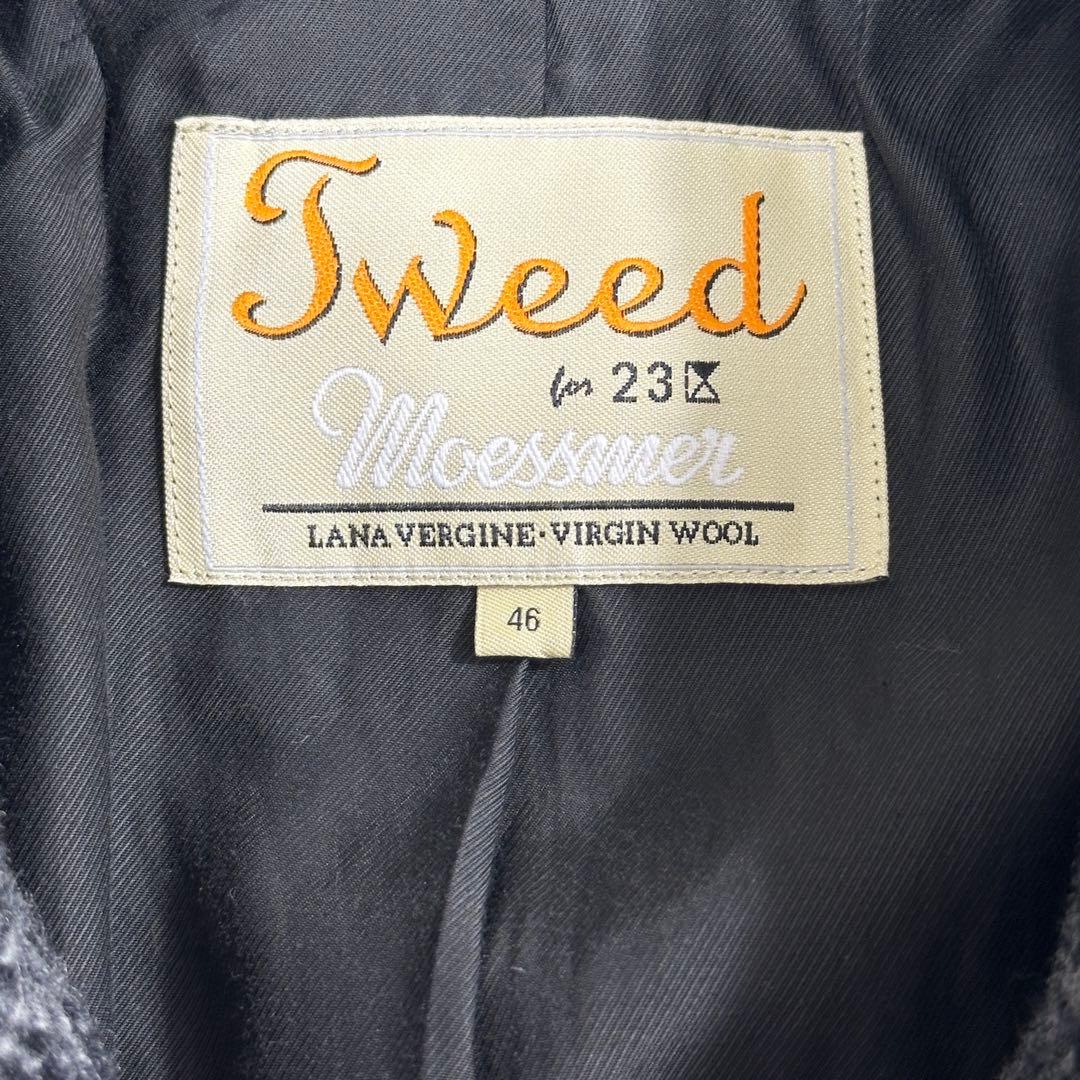 Tweed
for 23区
Moessmer
LANA VERGINE·VIRGIN WOOL
46